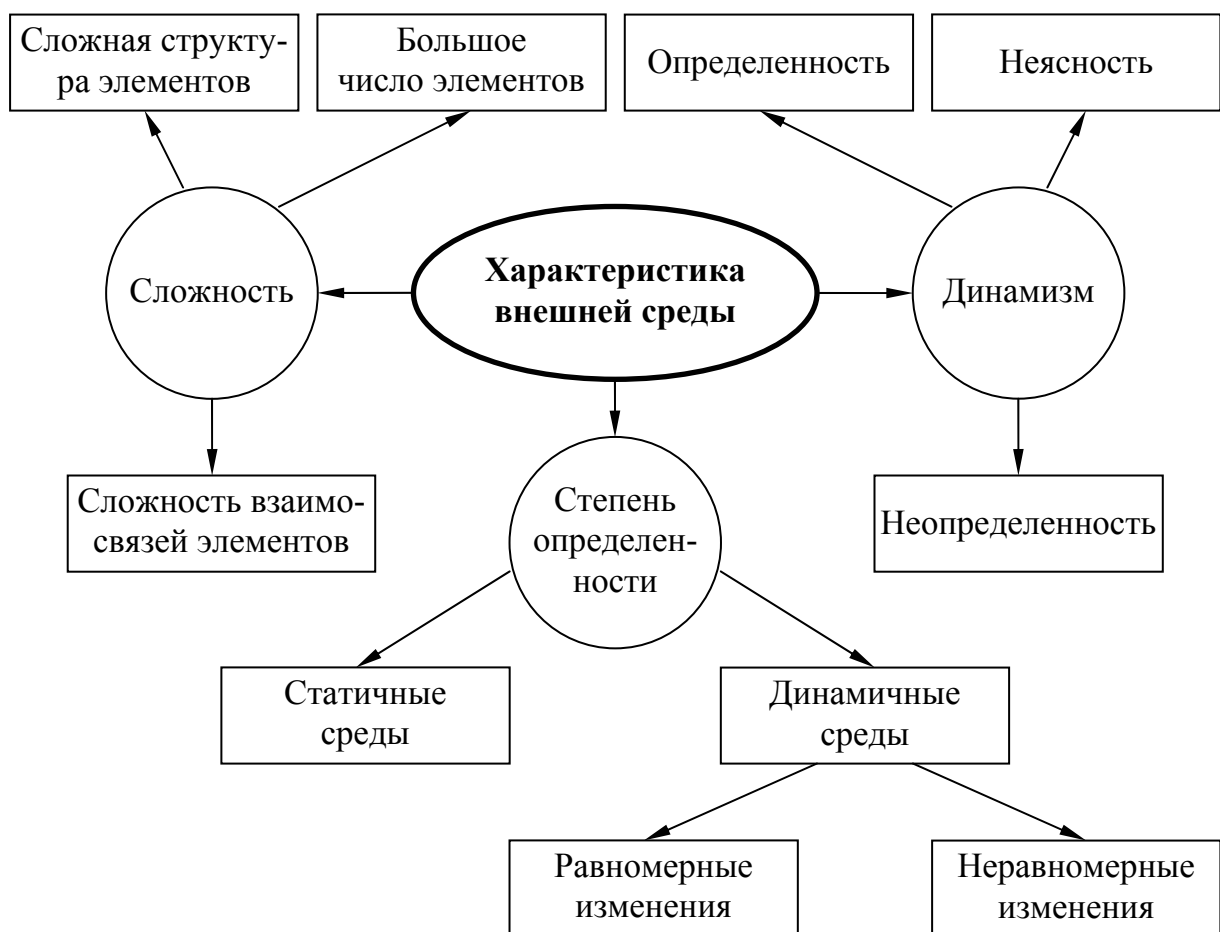 Сложная структу-
ра элементов
Большое
число элементов
Определенность
Неясность
Сложность
Характеристика
внешней среды
Динамизм
Сложность взаимо-
связей элементов
Степень
определен-
ности
Неопределенность
Статичные
среды
Динамичные
среды
Равномерные
изменения
Неравномерные
изменения